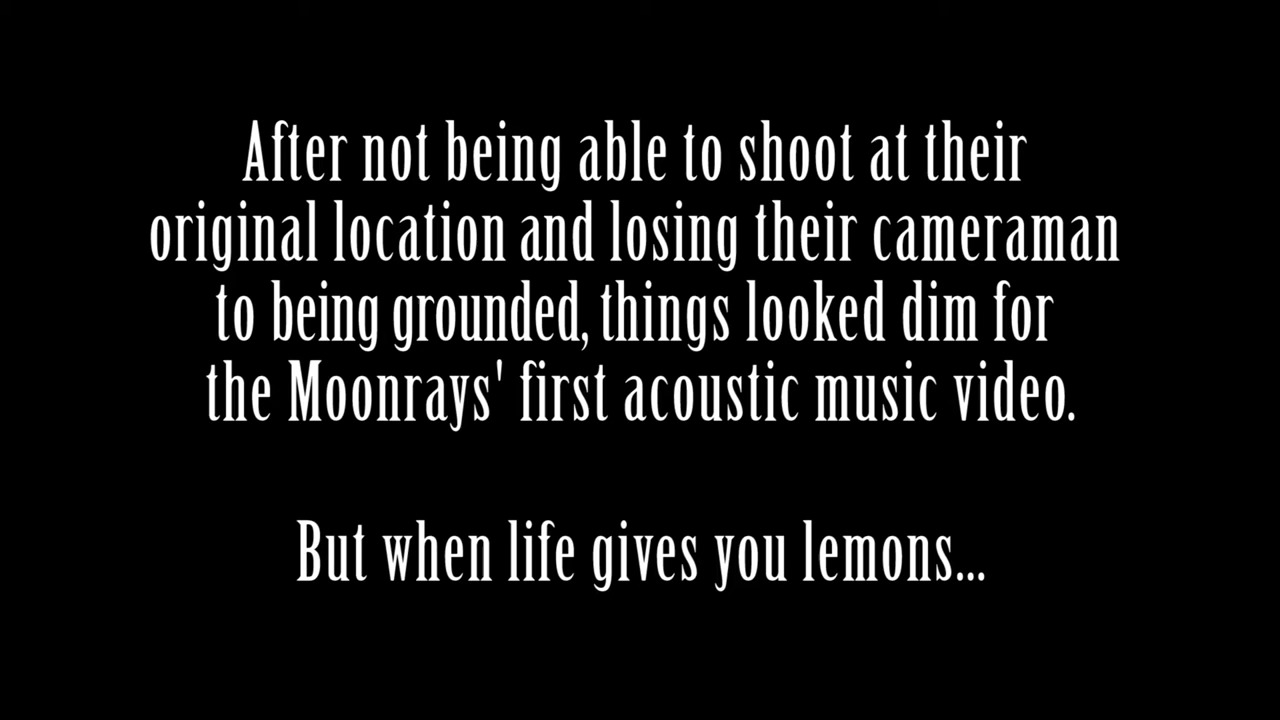 After not being able to shoot at their
original location and losing their cameraman
to being grounded, things looked dim for
the Moonrays' first acoustic music video.
But when life gives you lemons...